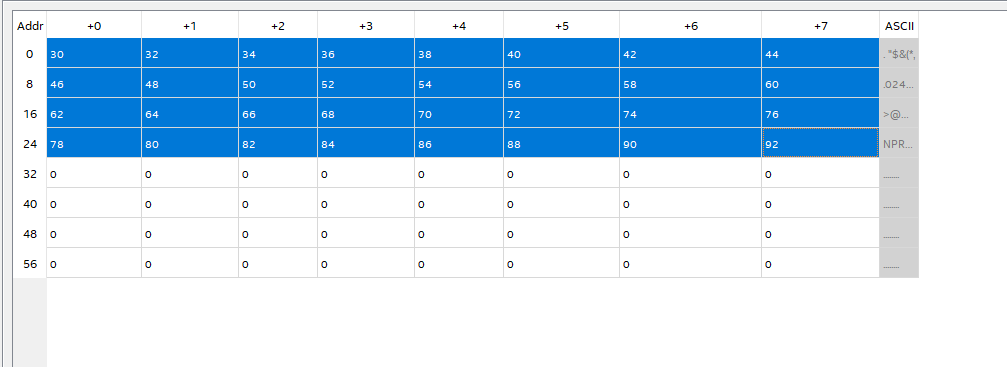 Addr +0 +1 +2 +3 +4 +5 +6 +7 ASCII
0 30 32 34 36 38 40 42 44 . "$&(*,
8 46 48 50 52 54 56 58 60 .024...
16 62 64 66 68 70 72 74 76 >@...
24 78 80 82 84 86 88 90 92 NPR...
32 0 0 0 0 0 0 0 0 ........
40 0 0 0 0 0 0 0 0 ........
48 0 0 0 0 0 0 0 0 ........
56 0 0 0 0 0 0 0 0 ........